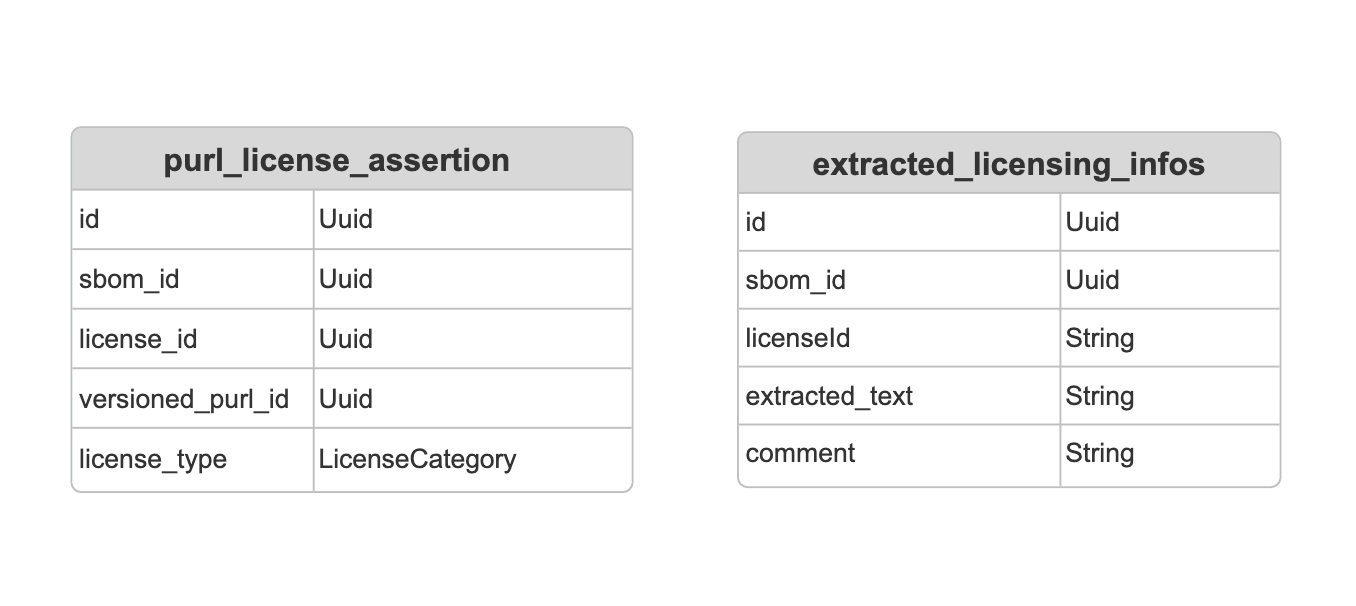 purl_license_assertion
id Uuid
sbom_id Uuid
license_id Uuid
versioned_purl_id Uuid
license_type LicenseCategory
extracted_licensing_infos
id Uuid
sbom_id Uuid
licenseId String
extracted_text String
comment String